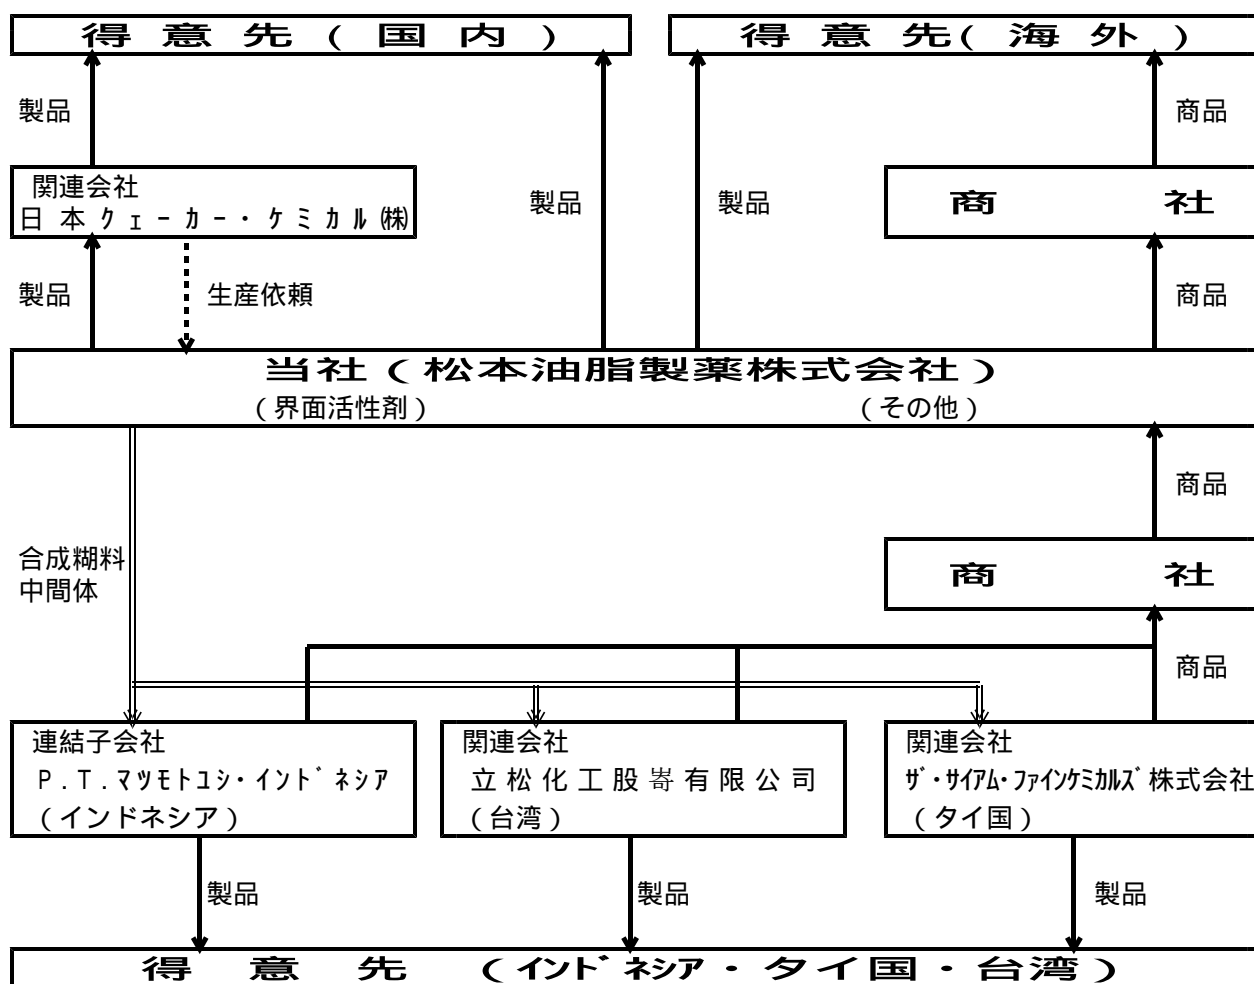 得意先(国内)
得意先(海外)
製品
商品
関連会社
日本クェーカー・ケミカル㈱
製品
製品
商社
製品
生産依頼
商品
当社(松本油脂製薬株式会社)
(界面活性剤)
(その他)
商品
合成糊料
中間体
商社
商品
連結子会社
P.T.マツモトユシ・インドネシア
(インドネシア)
関連会社
立松化工股㟢有限公司
(台湾)
関連会社
ザ・サイアム・ファインケミカルズ株式会社
(タイ国)
製品
製品
製品
得意先(インドネシア・タイ国・台湾)